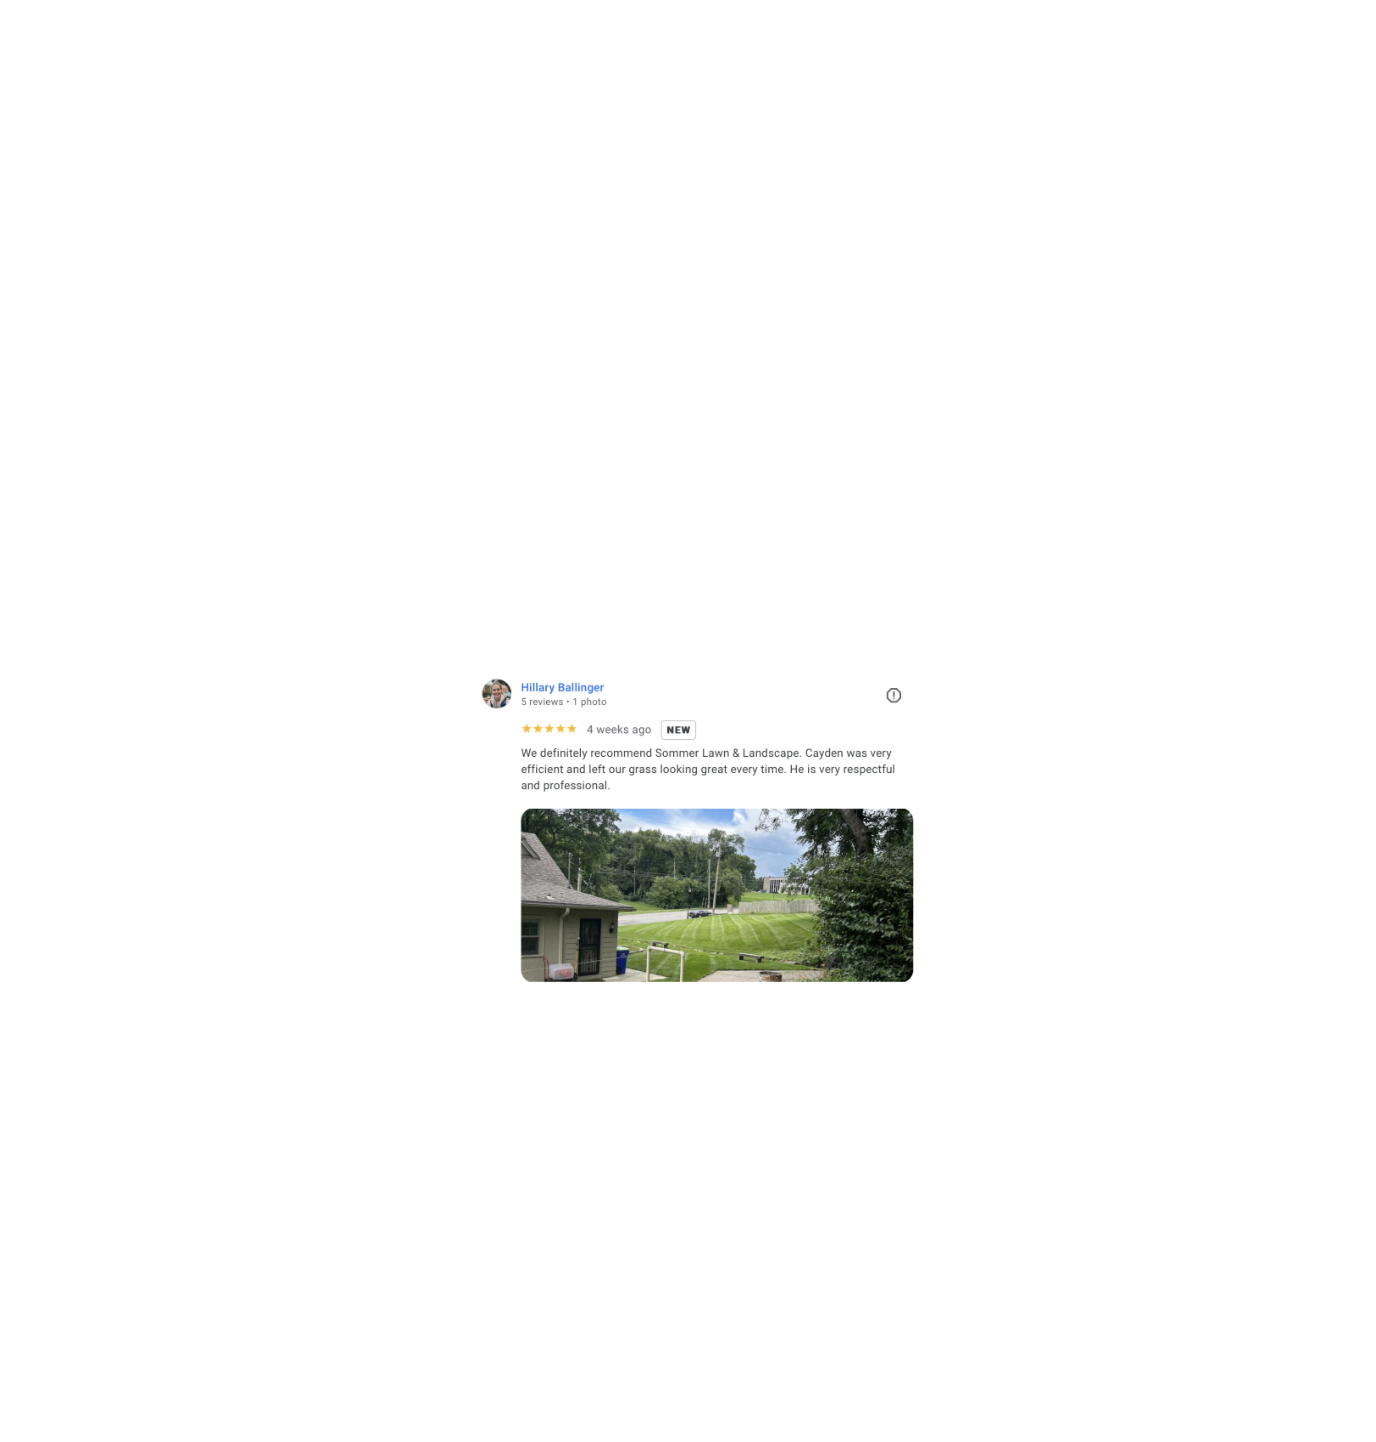 Hillary Ballinger
5 reviews • 1 photo
★★★★★ 4 weeks ago NEW
We definitely recommend Sommer Lawn & Landscape. Cayden was very
efficient and left our grass looking great every time. He is very respectful
and professional.